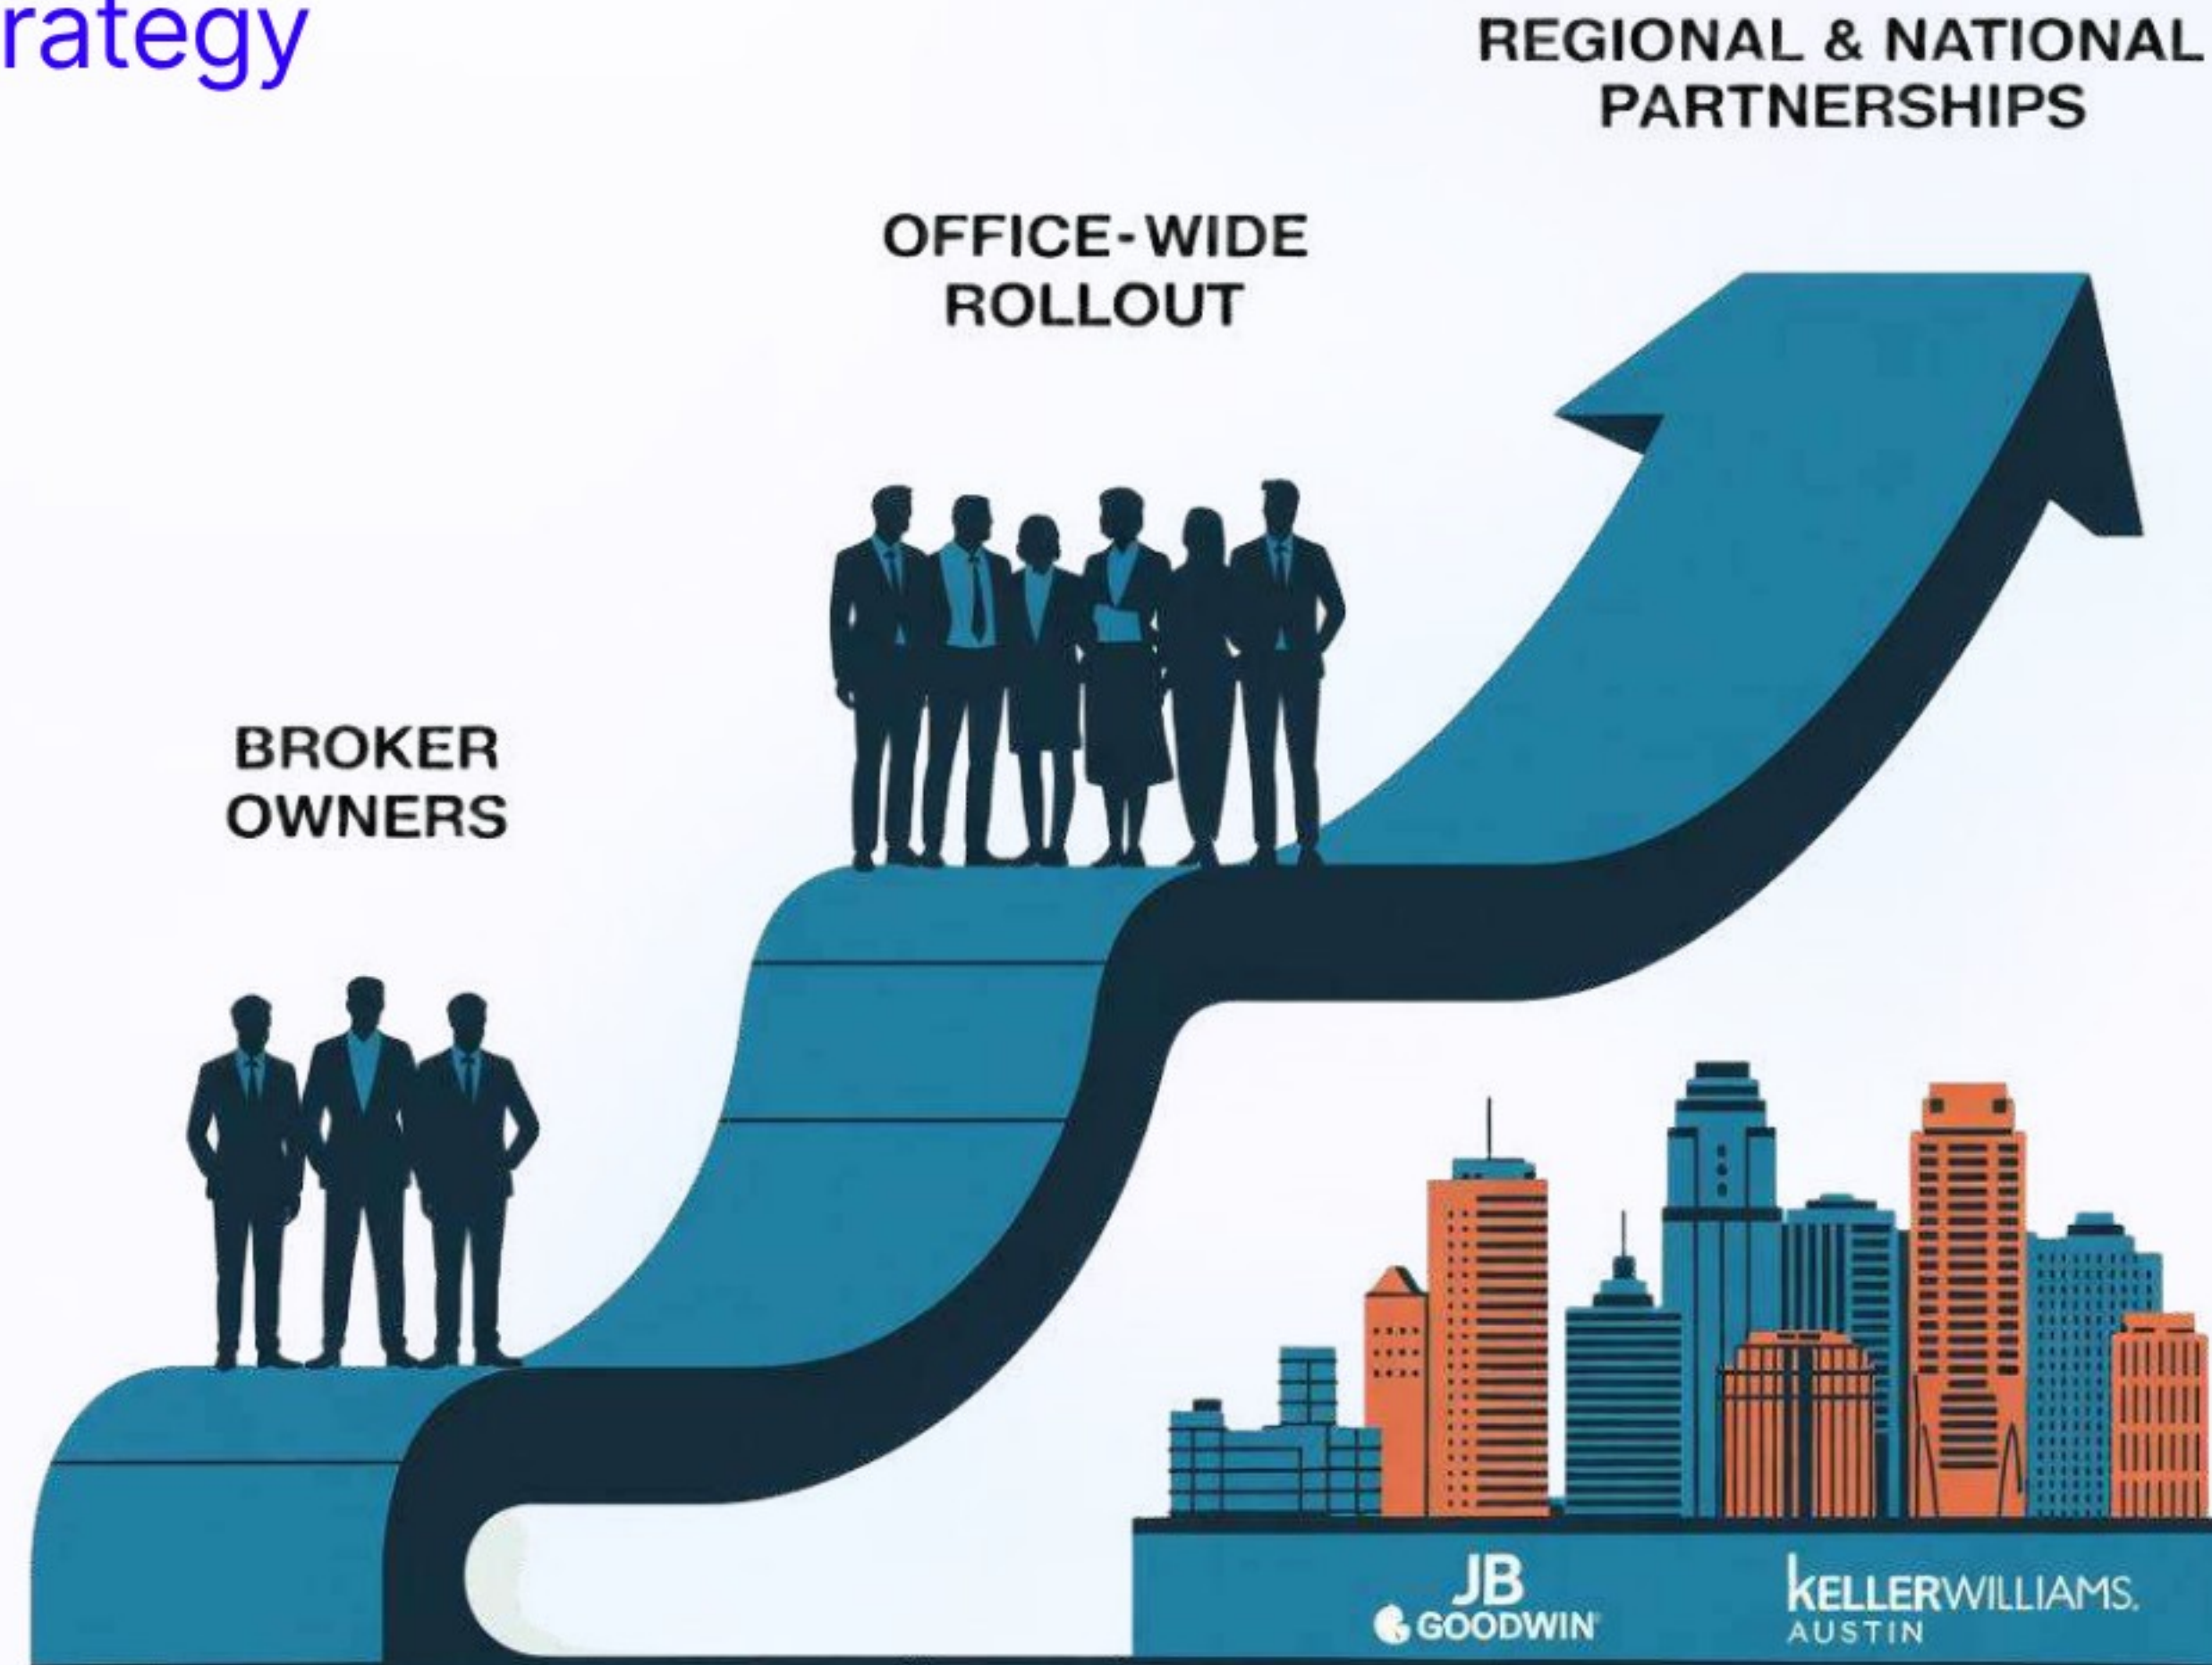 rategy
REGIONAL & NATIONAL
PARTNERSHIPS
OFFICE-WIDE
ROLLOUT
BROKER
OWNERS
JB
GOODWIN
KELLERWILLIAMS.
AUSTIN